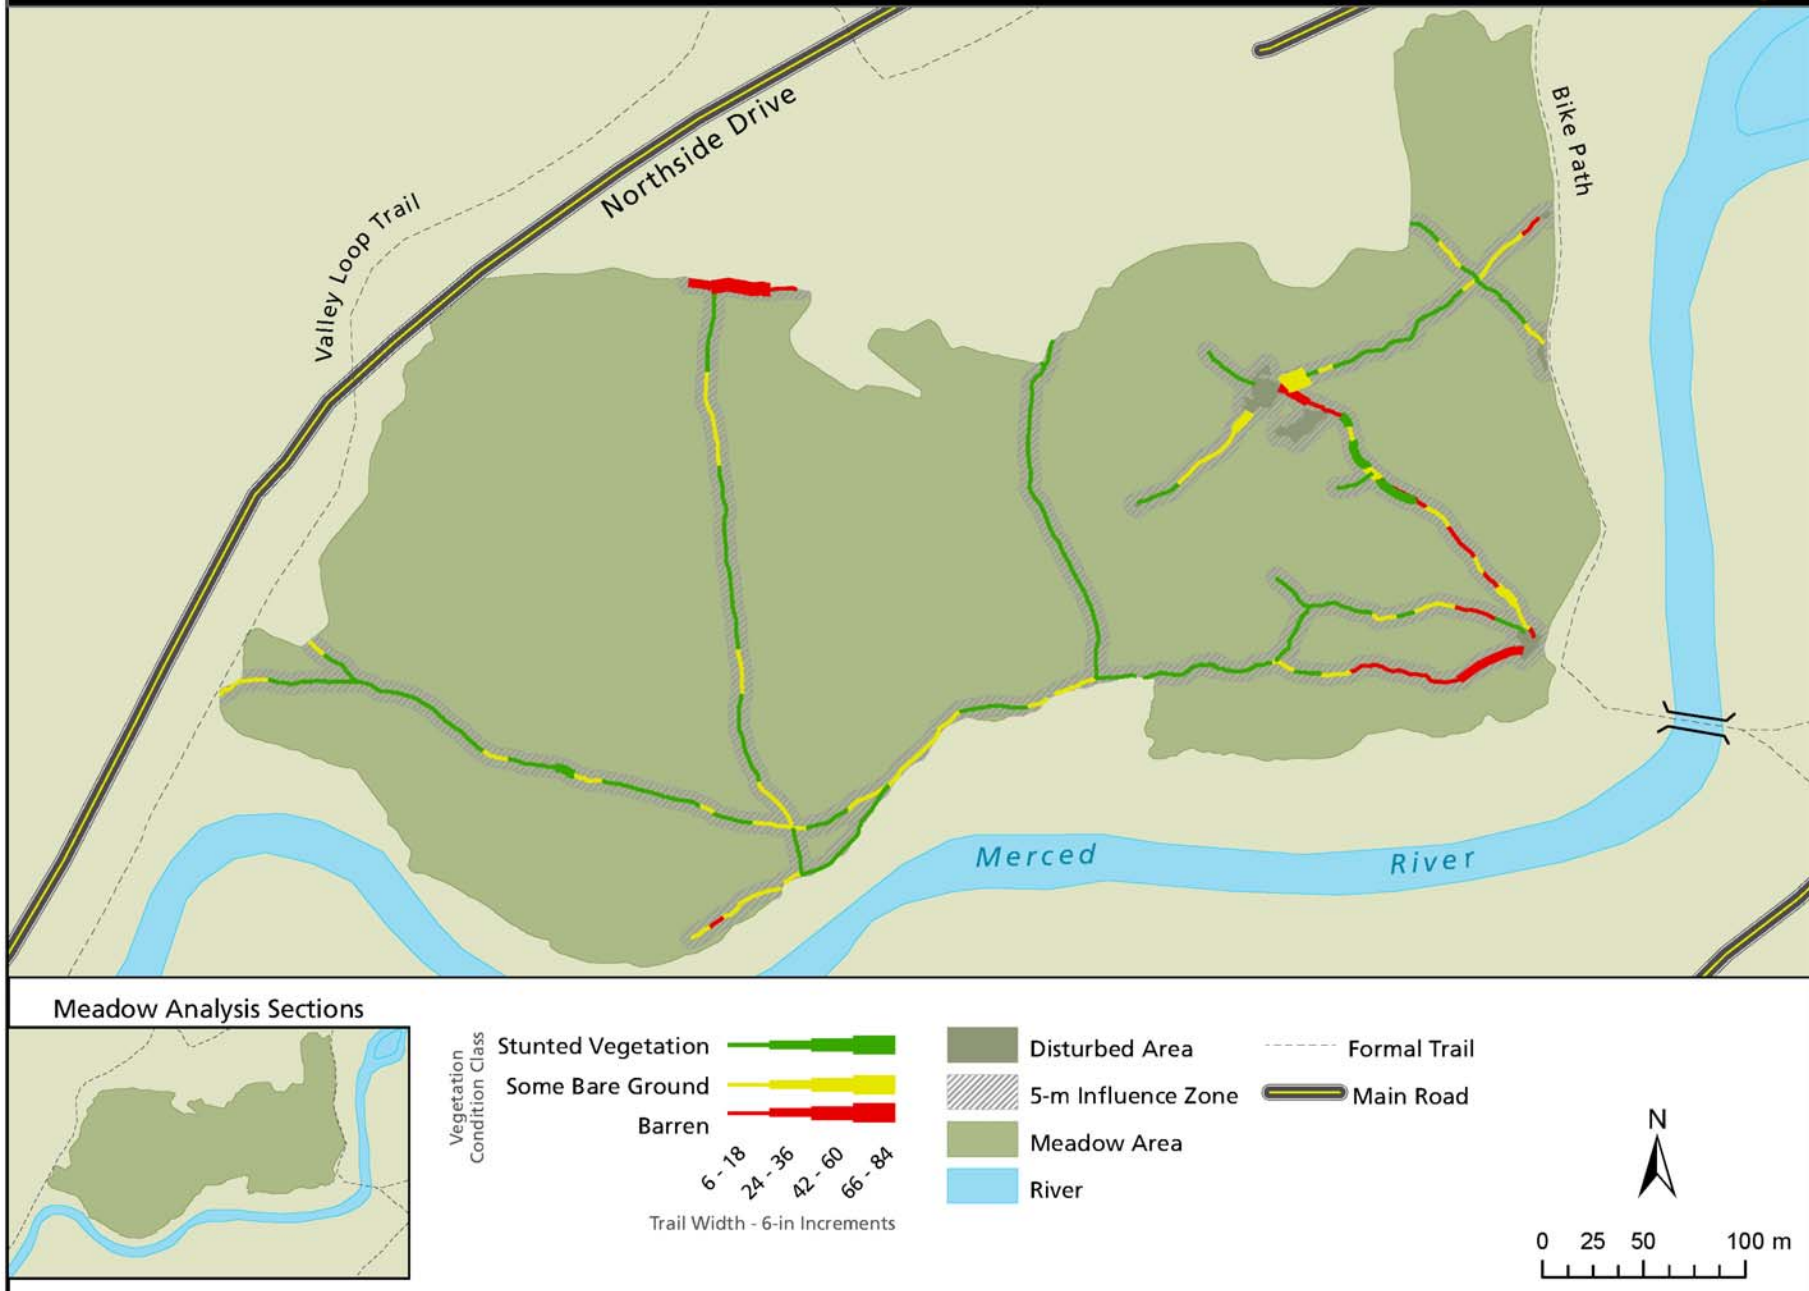 Northside Drive
Valley Loop Trail
Bike Path
Merced River
Meadow Analysis Sections
Vegetation
Condition Class
Stunted Vegetation
Some Bare Ground
Barren
6 - 18
24 - 36
42 - 60
66 - 84
Trail Width - 6-in Increments
Disturbed Area
5-m Influence Zone
Meadow Area
River
Formal Trail
Main Road
N
0 25 50 100 m